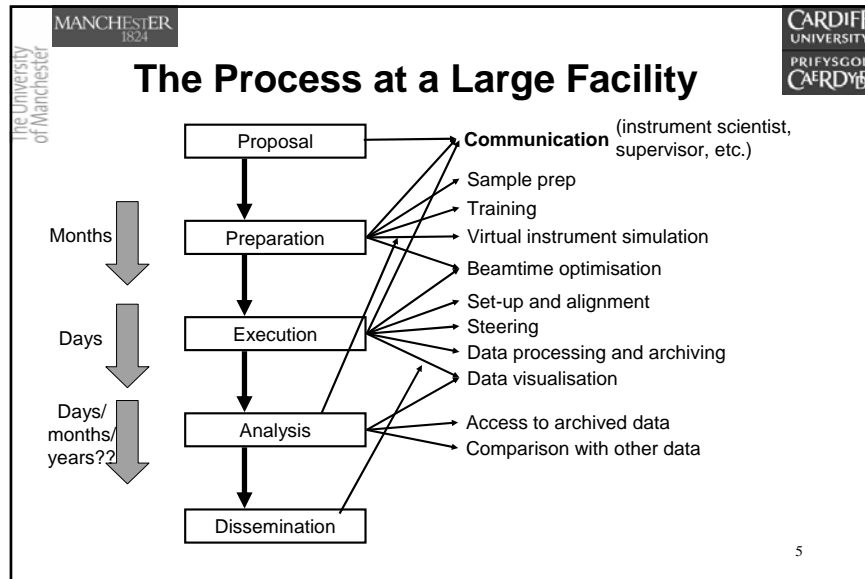 MANCHESTER
1824
The University
of Manchester
CARDIFF
UNIVERSITY
PRIFYSGOL
CAERDYD
The Process at a Large Facility
Proposal
Communication (instrument scientist,
supervisor, etc.)
Sample prep
Training
Months
Preparation
Virtual instrument simulation
Beamtime optimisation
Set-up and alignment
Days
Execution
Steering
Data processing and archiving
Data visualisation
Days/
months/
years??
Analysis
Access to archived data
Comparison with other data
Dissemination
5